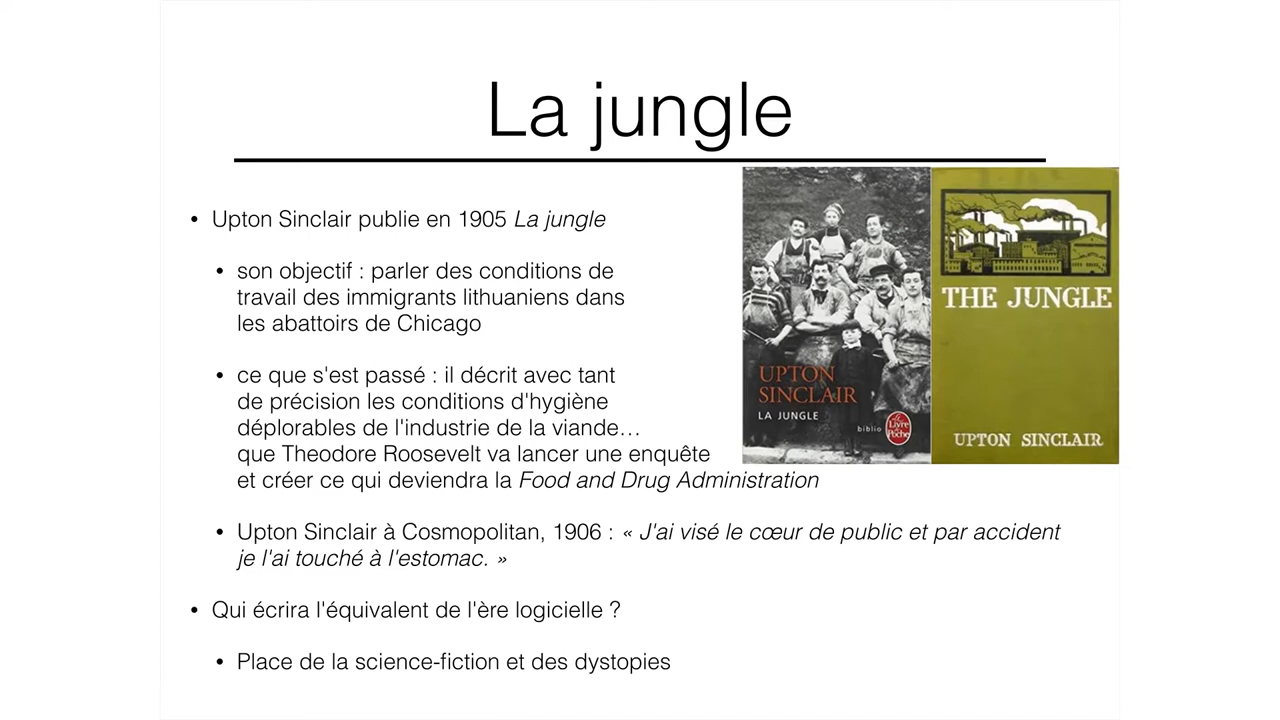 La jungle
• Upton Sinclair publie en 1905 La jungle
• son objectif : parler des conditions de
travail des immigrants lithuaniens dans
les abattoirs de Chicago
• ce que s'est passé : il décrit avec tant
de précision les conditions d'hygiène
déplorables de l'industrie de la viande…
que Theodore Roosevelt va lancer une enquête
et créer ce qui deviendra la Food and Drug Administration
• Upton Sinclair à Cosmopolitan, 1906 : « J'ai visé le cœur de public et par accident
je l'ai touché à l'estomac. »
• Qui écrira l'équivalent de l'ère logicielle ?
• Place de la science-fiction et des dystopies
UPTON
SINCLAIR
LA JUNGLE
biblio
Le
Livre
de
Poche
THE JUNGLE
UPTON SINCLAIR